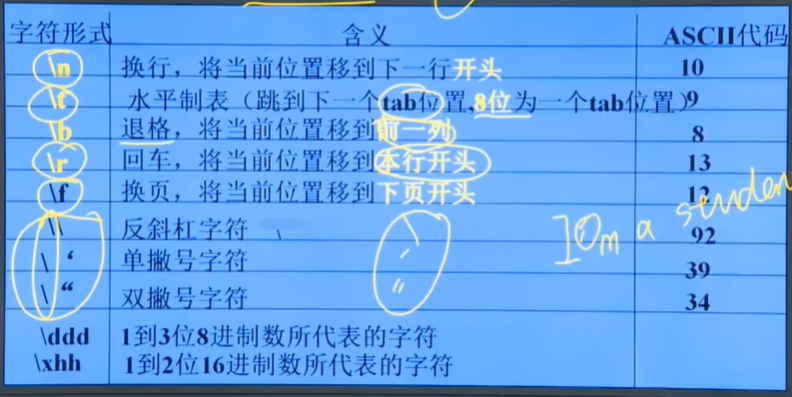 字符形式 含义 ASCII代码
\n 换行，将当前位置移到下一行开头 10
\t 水平制表（跳到下一个tab位置,8位为一个tab位置）9
\b 退格，将当前位置移到前一列 8
\r 回车，将当前位置移到本行开头 13
\f 换页，将当前位置移到下页开头 12
\\ 反斜杠字符 \ 92
I'm a studen
\ ‘ 单撇号字符 ' 39
\ “ 双撇号字符 " 34
\ddd 1到3位8进制数所代表的字符
\xhh 1到2位16进制数所代表的字符